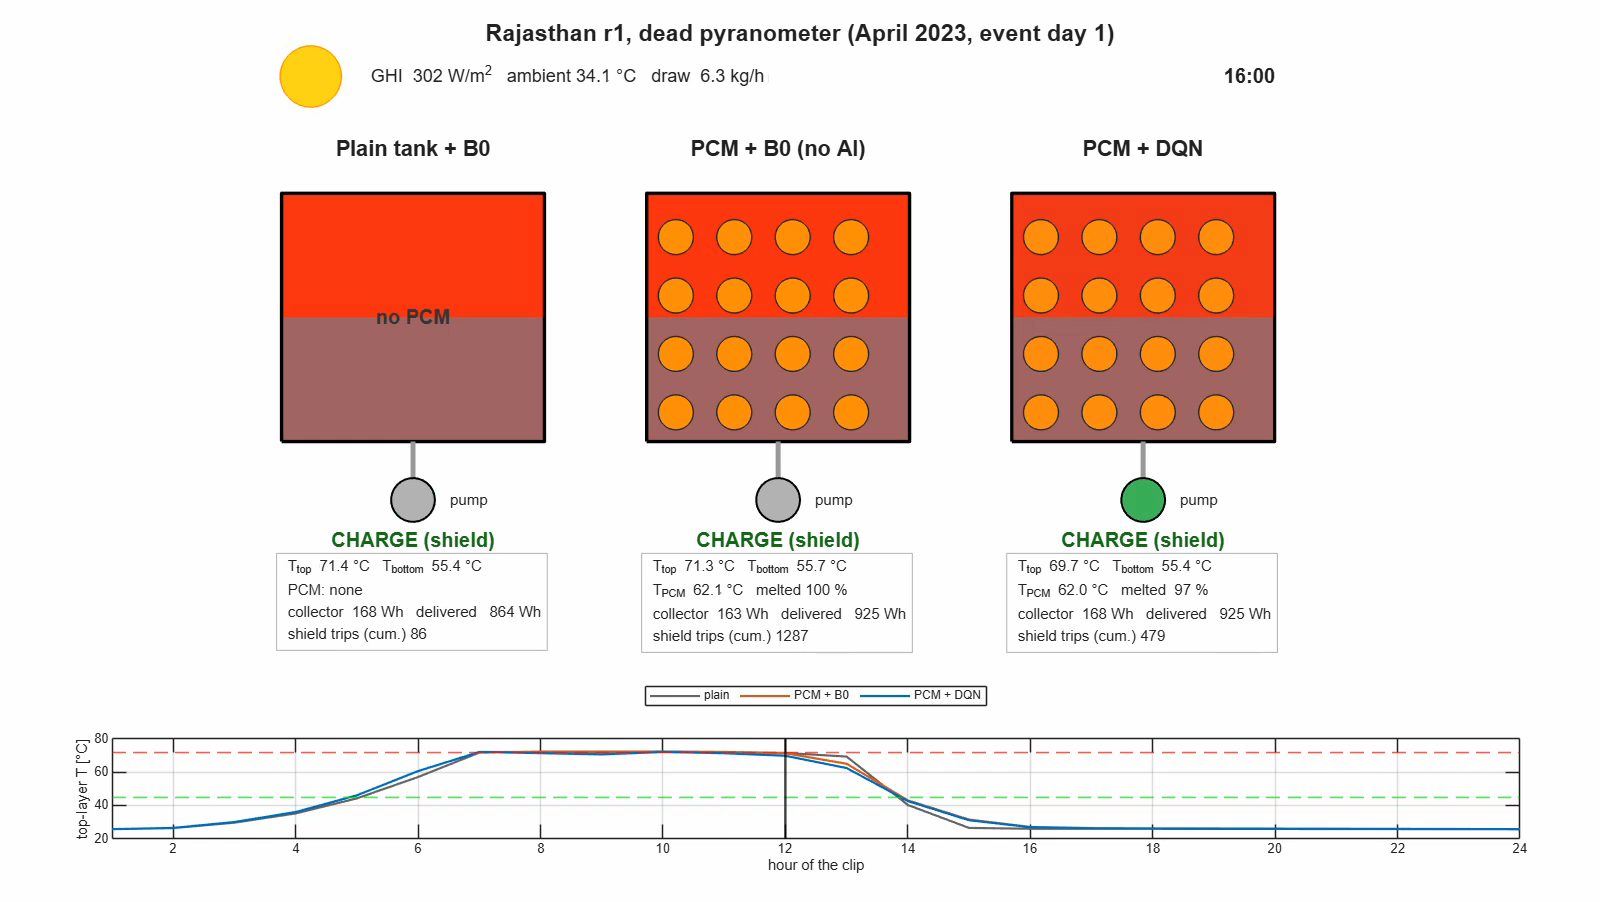 Rajasthan r1, dead pyranometer (April 2023, event day 1)
GHI 302 W/m² ambient 34.1 °C draw 6.3 kg/h
16:00
Plain tank + B0
PCM + B0 (no AI)
PCM + DQN
no PCM
pump
pump
pump
CHARGE (shield)
CHARGE (shield)
CHARGE (shield)
Ttop 71.4 °C Tbottom 55.4 °C
PCM: none
collector 168 Wh delivered 864 Wh
shield trips (cum.) 86
Ttop 71.3 °C Tbottom 55.7 °C
TPCM 62.1 °C melted 100 %
collector 163 Wh delivered 925 Wh
shield trips (cum.) 1287
Ttop 69.7 °C Tbottom 55.4 °C
TPCM 62.0 °C melted 97 %
collector 168 Wh delivered 925 Wh
shield trips (cum.) 479
plain PCM + B0 PCM + DQN
top-layer T [°C]
80
60
40
20
2 4 6 8 10 12 14 16 18 20 22 24
hour of the clip